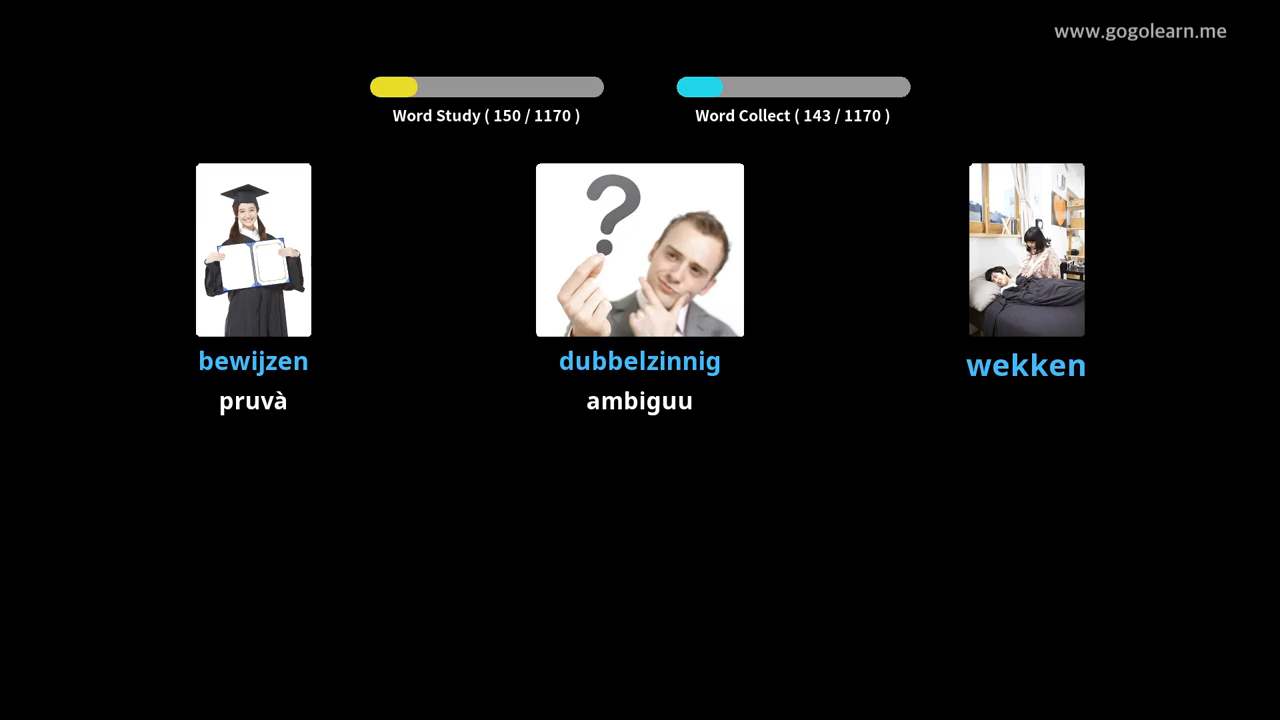 www.gogolearn.me
Word Study ( 150 / 1170 )
Word Collect ( 143 / 1170 )
bewijzen
pruvà
dubbelzinnig
ambiguu
wekken